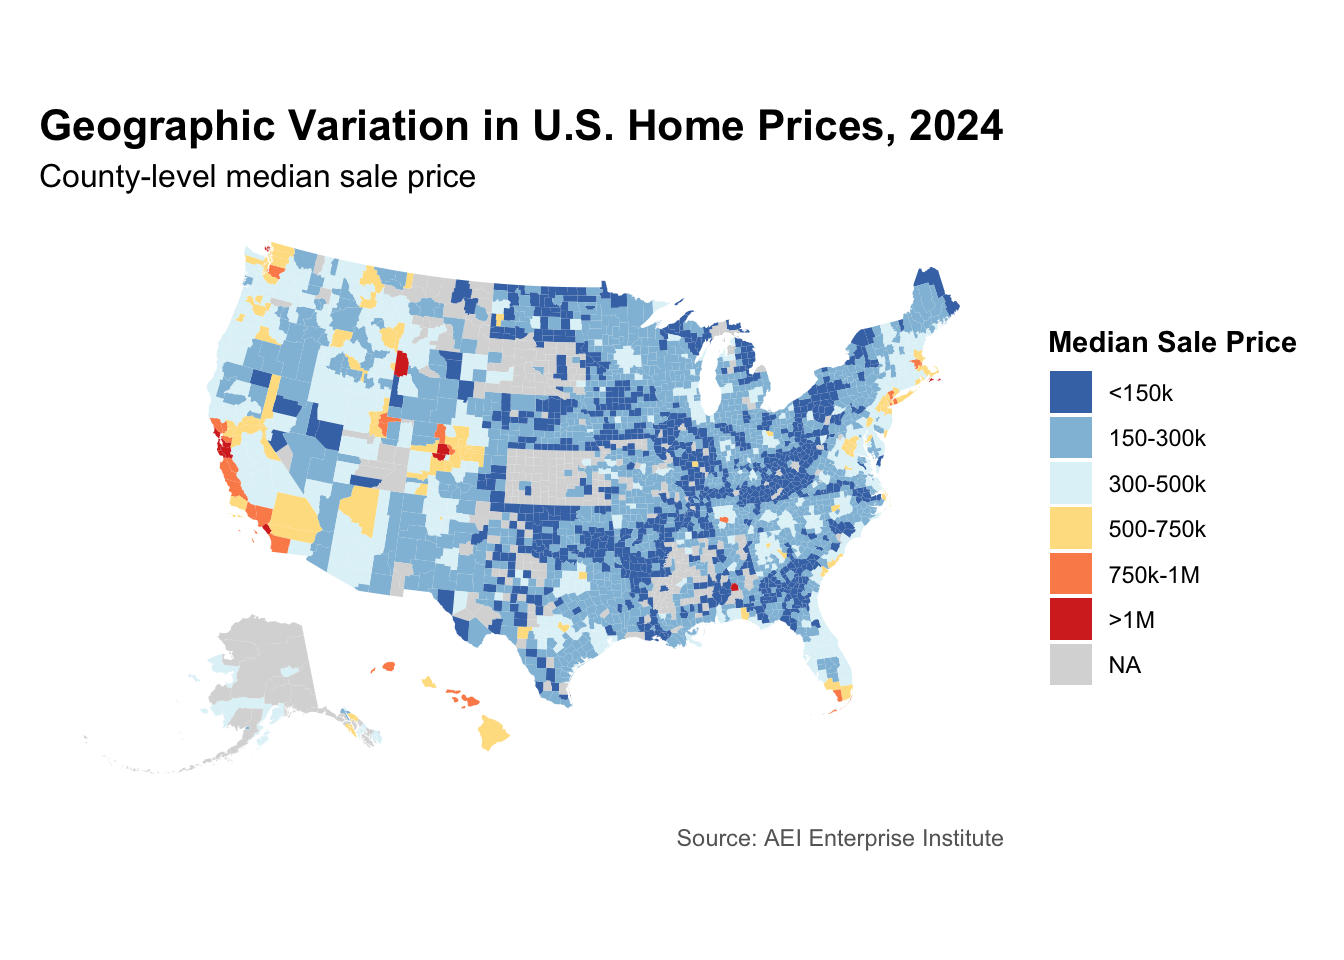 Geographic Variation in U.S. Home Prices, 2024
County-level median sale price
Median Sale Price
<150k
150-300k
300-500k
500-750k
750k-1M
>1M
NA
Source: AEI Enterprise Institute